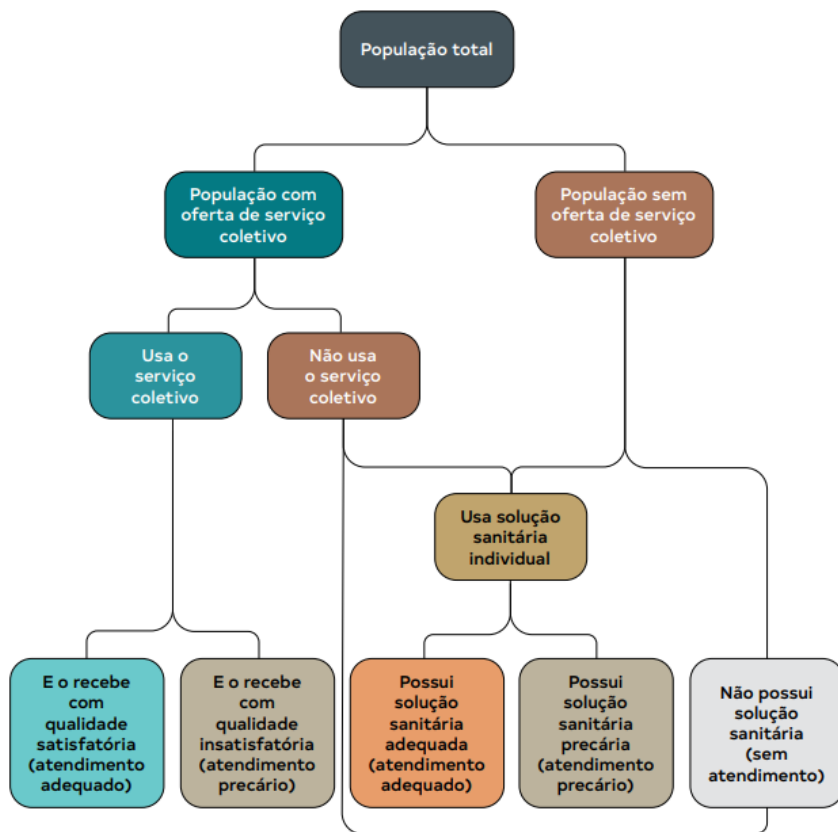 População total
População com
oferta de serviço
coletivo
População sem
oferta de serviço
coletivo
Usa o
serviço
coletivo
Não usa
o serviço
coletivo
Usa solução
sanitária
individual
E o recebe
com
qualidade
satisfatória
(atendimento
adequado)
E o recebe
com
qualidade
insatisfatória
(atendimento
precário)
Possui
solução
sanitária
adequada
(atendimento
adequado)
Possui
solução
sanitária
precária
(atendimento
precário)
Não possui
solução
sanitária
(sem
atendimento)